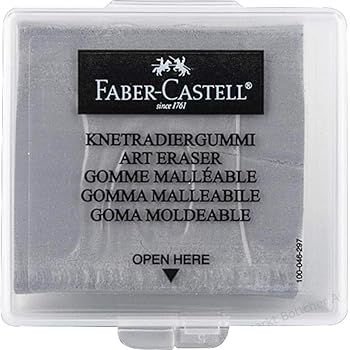 FABER-CASTELL
since 1761
KNETRADIERGUMMI
ART ERASER
GOMME MALLÉABLE
GOMMA MALLEABILE
GOMA MOLDEABLE
OPEN HERE
100-046-297